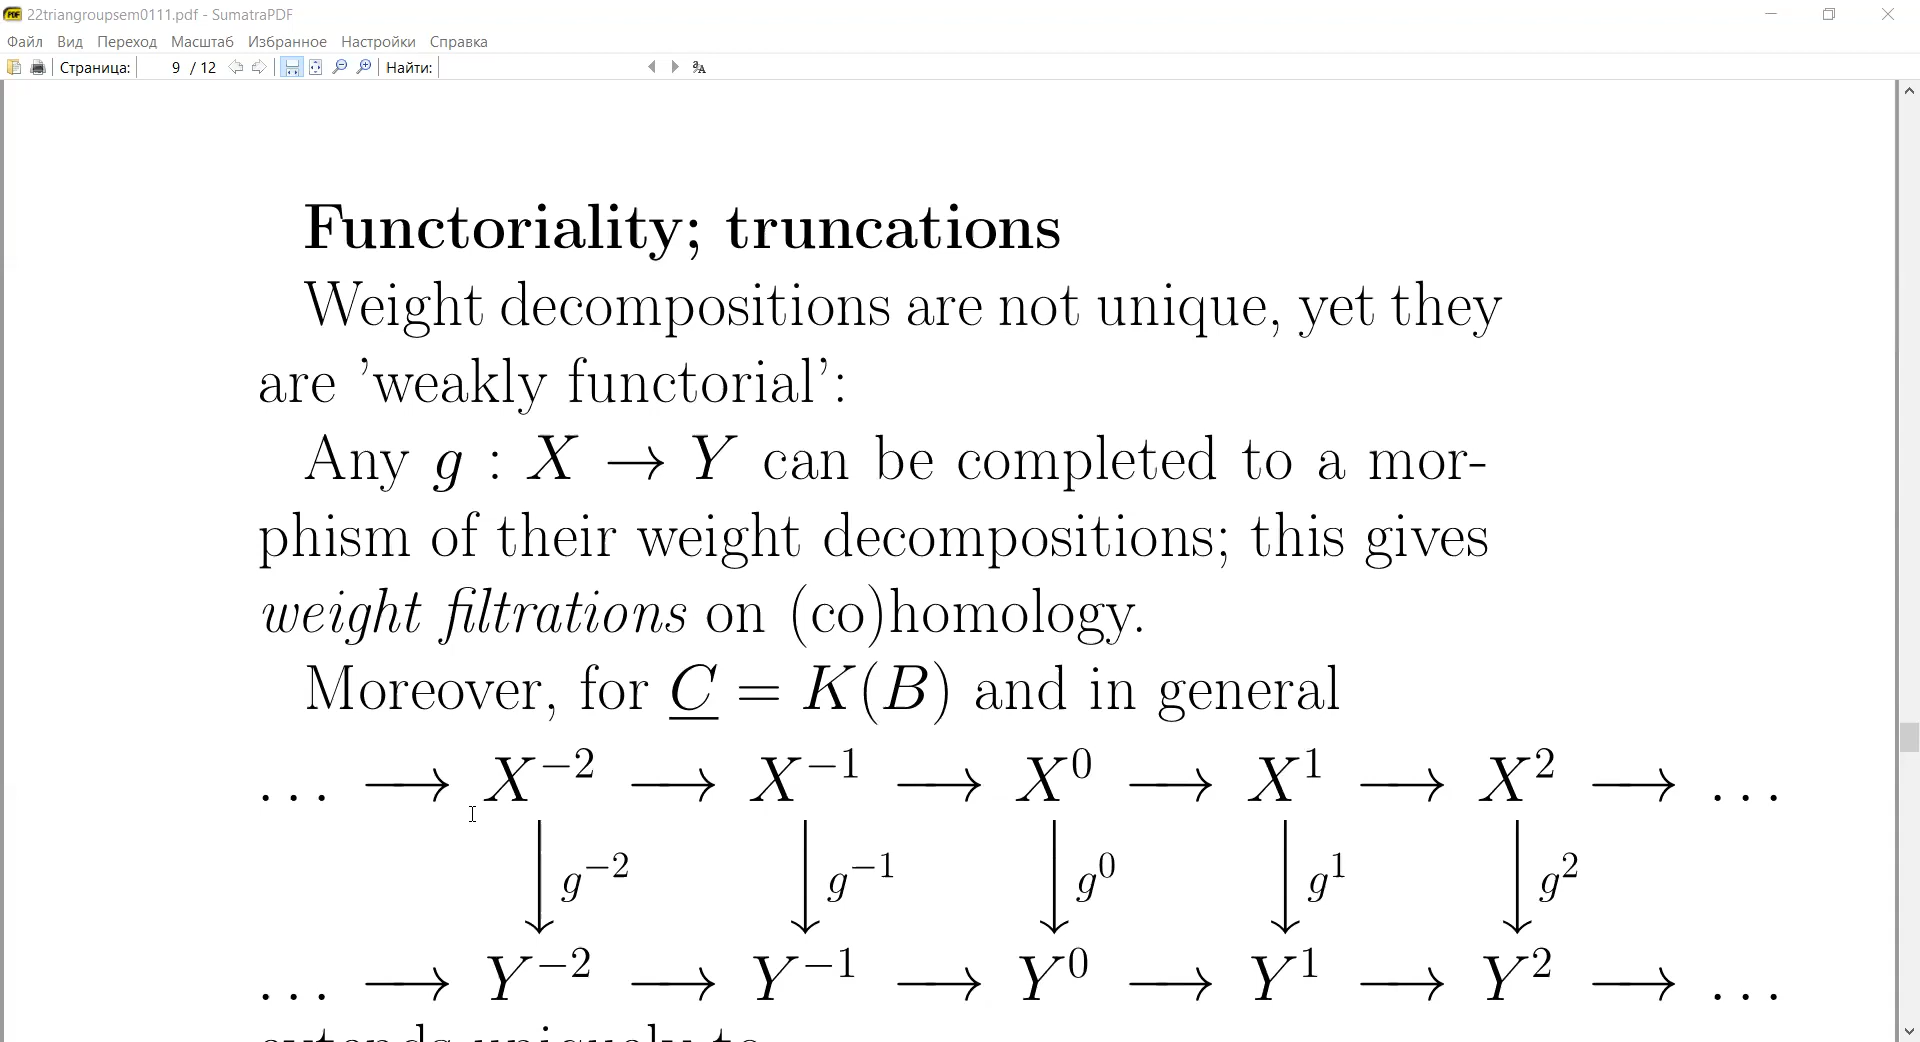 22triangroupsem0111.pdf - SumatraPDF
Файл Вид Переход Масштаб Избранное Настройки Справка
Страница: 9 / 12 Найти:
Functoriality; truncations
Weight decompositions are not unique, yet they
are 'weakly functorial':
Any g : X → Y can be completed to a mor-
phism of their weight decompositions; this gives
weight filtrations on (co)homology.
Moreover, for C = K(B) and in general
... → X^{-2} → X^{-1} → X^0 → X^1 → X^2 → ...
g^{-2} g^{-1} g^0 g^1 g^2
... → Y^{-2} → Y^{-1} → Y^0 → Y^1 → Y^2 → ...
extends uniquely to